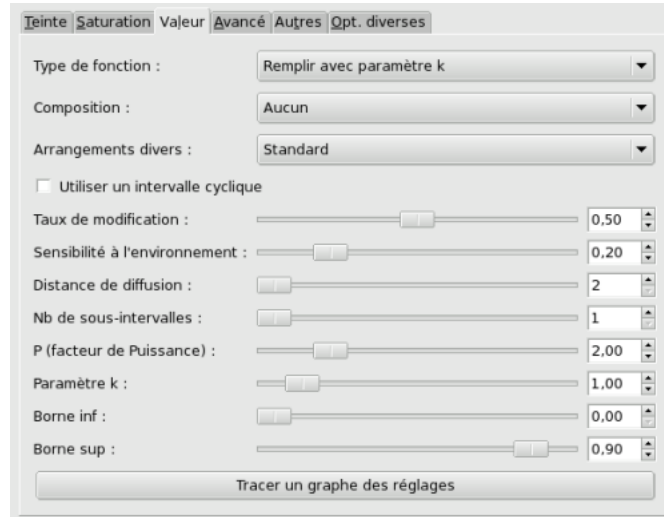 Teinte Saturation Valeur Avancé Autres Opt. diverses
Type de fonction : Remplir avec paramètre k
Composition : Aucun
Arrangements divers : Standard
Utiliser un intervalle cyclique
Taux de modification : 0,50
Sensibilité à l'environnement : 0,20
Distance de diffusion : 2
Nb de sous-intervalles : 1
P (facteur de Puissance) : 2,00
Paramètre k : 1,00
Borne inf : 0,00
Borne sup : 0,90
Tracer un graphe des réglages